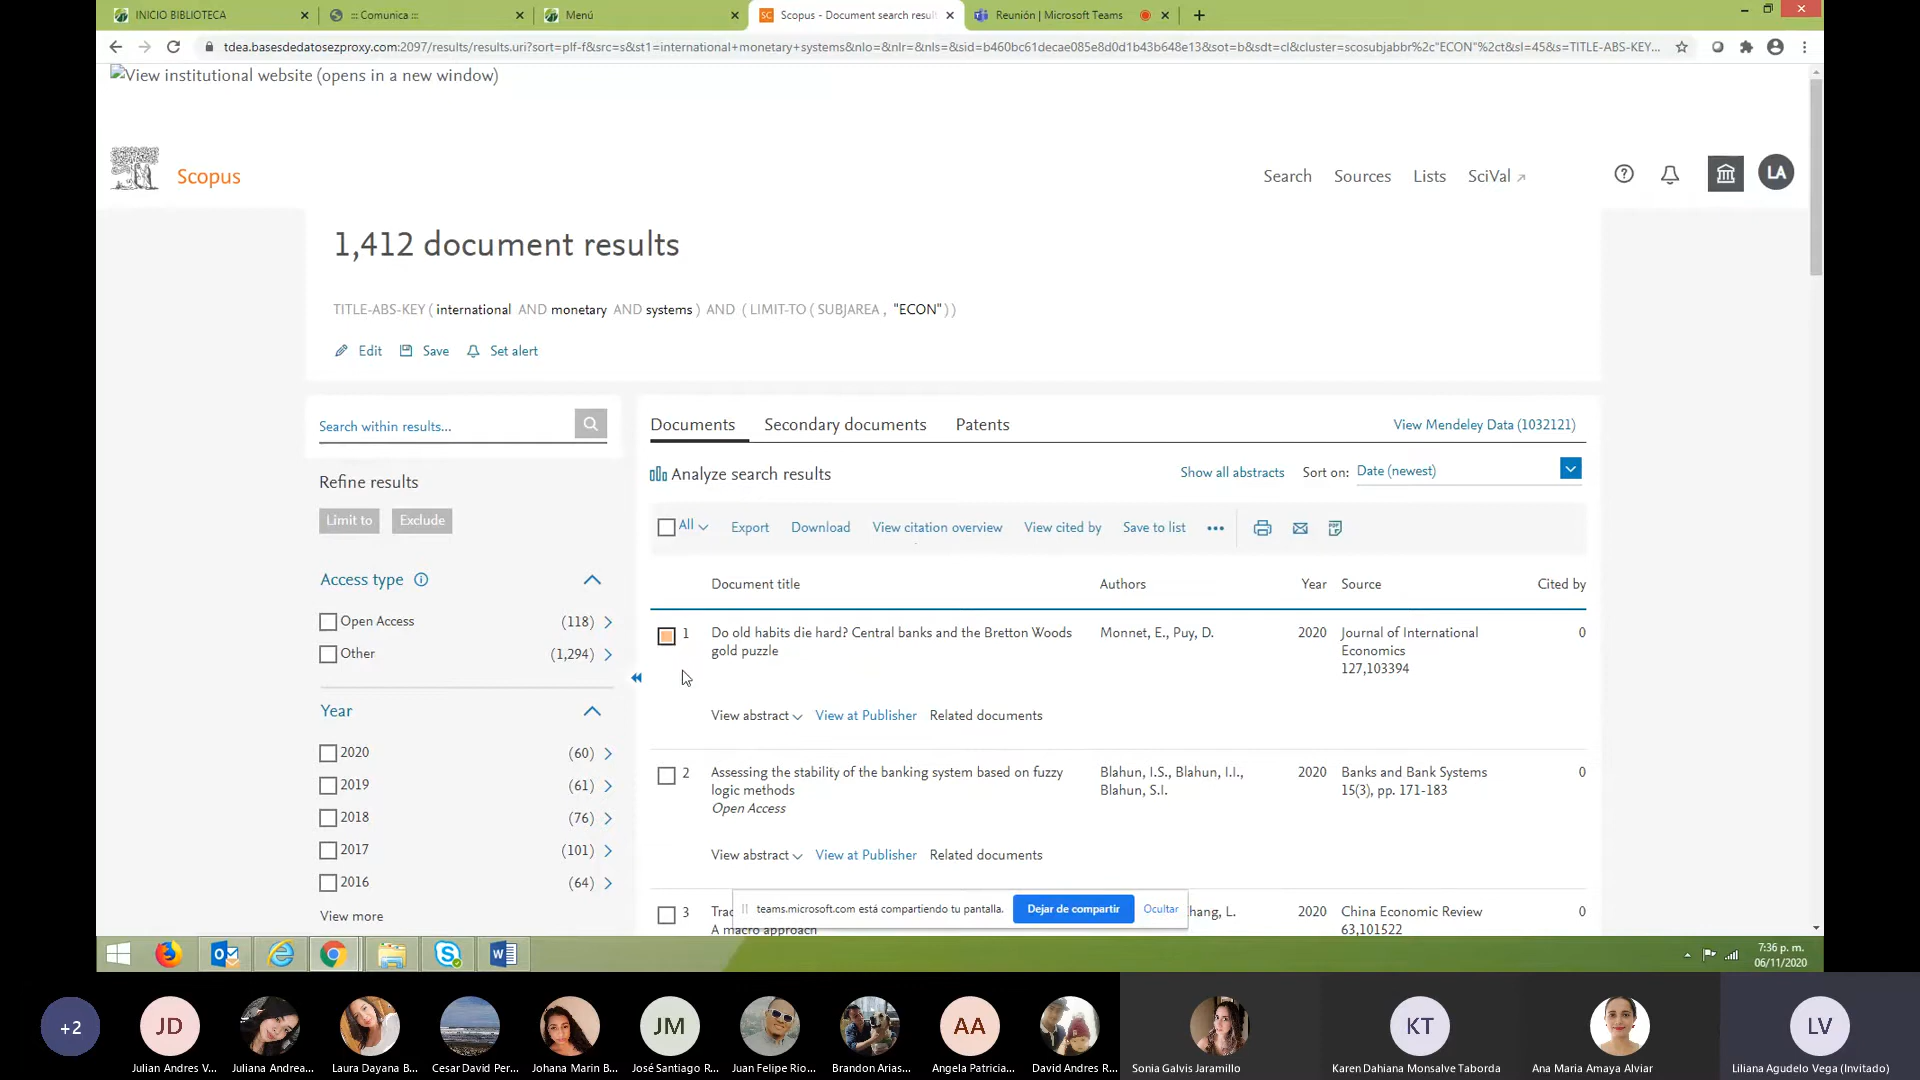 INICIO BIBLIOTECA
::: Comunica :::
Menú
Scopus - Document search result
Reunión | Microsoft Teams
tdea.basesdedatosezproxy.com:2097/results/results.uri?sort=plf-f&src=s&st1=international+monetary+systems&nlo=&nlr=&nls=&sid=b460bc61decae085e8d0d1b43b648e13&sot=b&sdt=cl&cluster=scosubjabbr%2c"ECON"%2ct&sl=45&s=TITLE-ABS-KEY...
View institutional website (opens in a new window)
Scopus
Search Sources Lists SciVal
LA
1,412 document results
TITLE-ABS-KEY ( international AND monetary AND systems ) AND ( LIMIT-TO ( SUBJAREA , "ECON" ) )
Edit Save Set alert
Search within results...
Documents Secondary documents Patents View Mendeley Data (1032121)
Refine results
Limit to Exclude
Analyze search results Show all abstracts Sort on: Date (newest)
All Export Download View citation overview View cited by Save to list ...
Access type
Open Access (118)
Other (1,294)
Year
2020 (60)
2019 (61)
2018 (76)
2017 (101)
2016 (64)
View more
Document title Authors Year Source Cited by
1 Do old habits die hard? Central banks and the Bretton Woods gold puzzle Monnet, E., Puy, D. 2020 Journal of International Economics 127,103394 0
View abstract View at Publisher Related documents
2 Assessing the stability of the banking system based on fuzzy logic methods Open Access Blahun, I.S., Blahun, I.I., Blahun, S.I. 2020 Banks and Bank Systems 15(3), pp. 171-183 0
View abstract View at Publisher Related documents
3 2020 China Economic Review 63,101522 0
A macro approach
teams.microsoft.com está compartiendo tu pantalla. Dejar de compartir Ocultar
7:36 p. m.
06/11/2020
+2
JD
JM
AA
KT
LV
Julian Andres V...
Juliana Andrea...
Laura Dayana B...
Cesar David Per...
Johana Marin B...
José Santiago R...
Juan Felipe Rio...
Brandon Arias...
Angela Patricia...
David Andres R...
Sonia Galvis Jaramillo
Karen Dahiana Monsalve Taborda
Ana Maria Amaya Alviar
Liliana Agudelo Vega (Invitado)